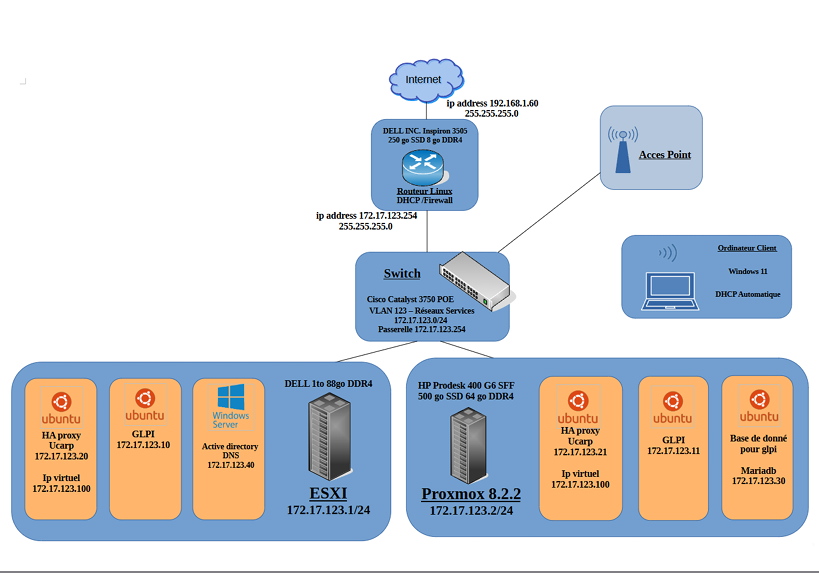 Internet
ip address 192.168.1.60
255.255.255.0
DELL INC. Inspiron 3505
250 go SSD 8 go DDR4
Routeur Linux
DHCP /Firewall
Acces Point
ip address 172.17.123.254
255.255.255.0
Switch
Cisco Catalyst 3750 POE
VLAN 123 – Réseaux Services
172.17.123.0/24
Passerelle 172.17.123.254
Ordinateur Client
Windows 11
DHCP Automatique
ubuntu
HA proxy
Ucarp
172.17.123.20
Ip virtuel
172.17.123.100
ubuntu
GLPI
172.17.123.10
Windows
Server
Active directory
DNS
172.17.123.40
DELL 1to 88go DDR4
ESXI
172.17.123.1/24
HP Prodesk 400 G6 SFF
500 go SSD 64 go DDR4
Proxmox 8.2.2
172.17.123.2/24
ubuntu
HA proxy
Ucarp
172.17.123.21
Ip virtuel
172.17.123.100
ubuntu
GLPI
172.17.123.11
ubuntu
Base de donné
pour glpi
Mariadb
172.17.123.30